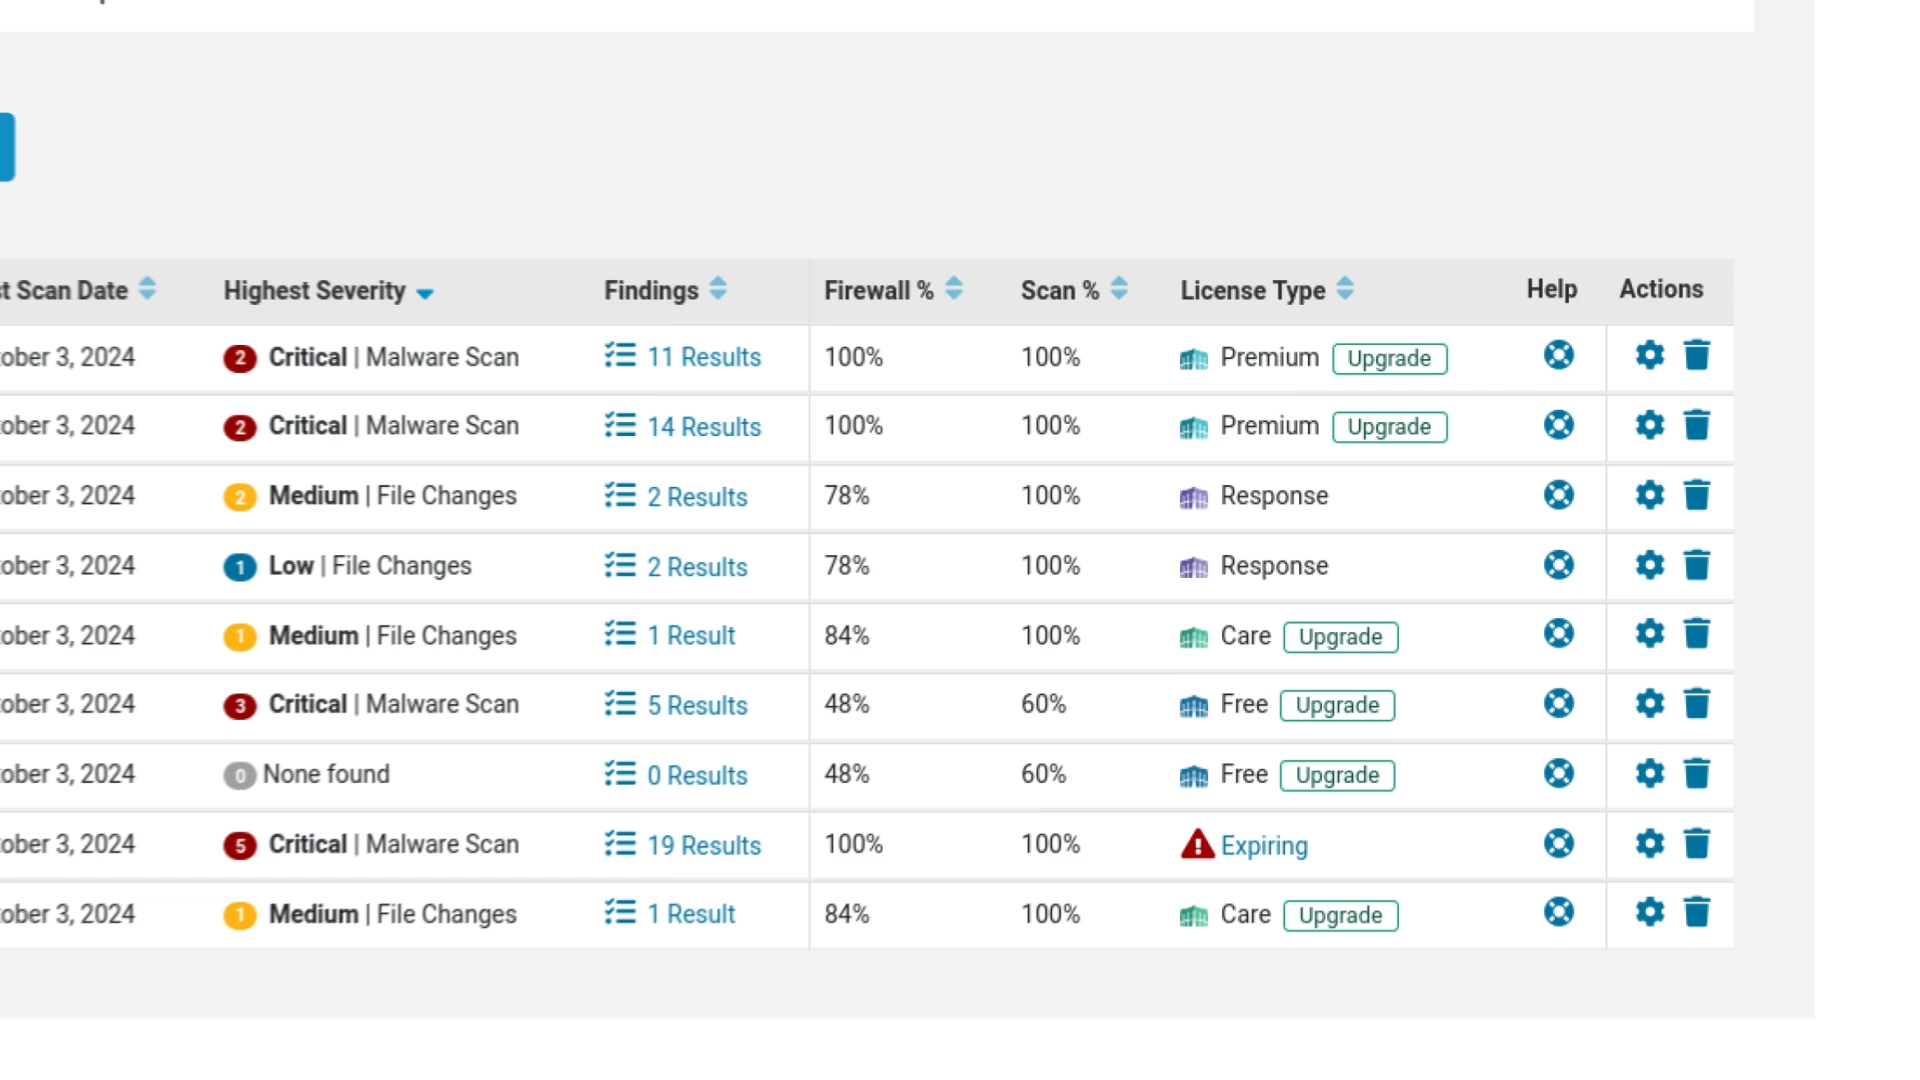 t Scan Date Highest Severity Findings Firewall % Scan % License Type Help Actions
ober 3, 2024 2 Critical | Malware Scan 11 Results 100% 100% Premium Upgrade
ober 3, 2024 2 Critical | Malware Scan 14 Results 100% 100% Premium Upgrade
ober 3, 2024 2 Medium | File Changes 2 Results 78% 100% Response
ober 3, 2024 1 Low | File Changes 2 Results 78% 100% Response
ober 3, 2024 1 Medium | File Changes 1 Result 84% 100% Care Upgrade
ober 3, 2024 3 Critical | Malware Scan 5 Results 48% 60% Free Upgrade
ober 3, 2024 0 None found 0 Results 48% 60% Free Upgrade
ober 3, 2024 5 Critical | Malware Scan 19 Results 100% 100% Expiring
ober 3, 2024 1 Medium | File Changes 1 Result 84% 100% Care Upgrade